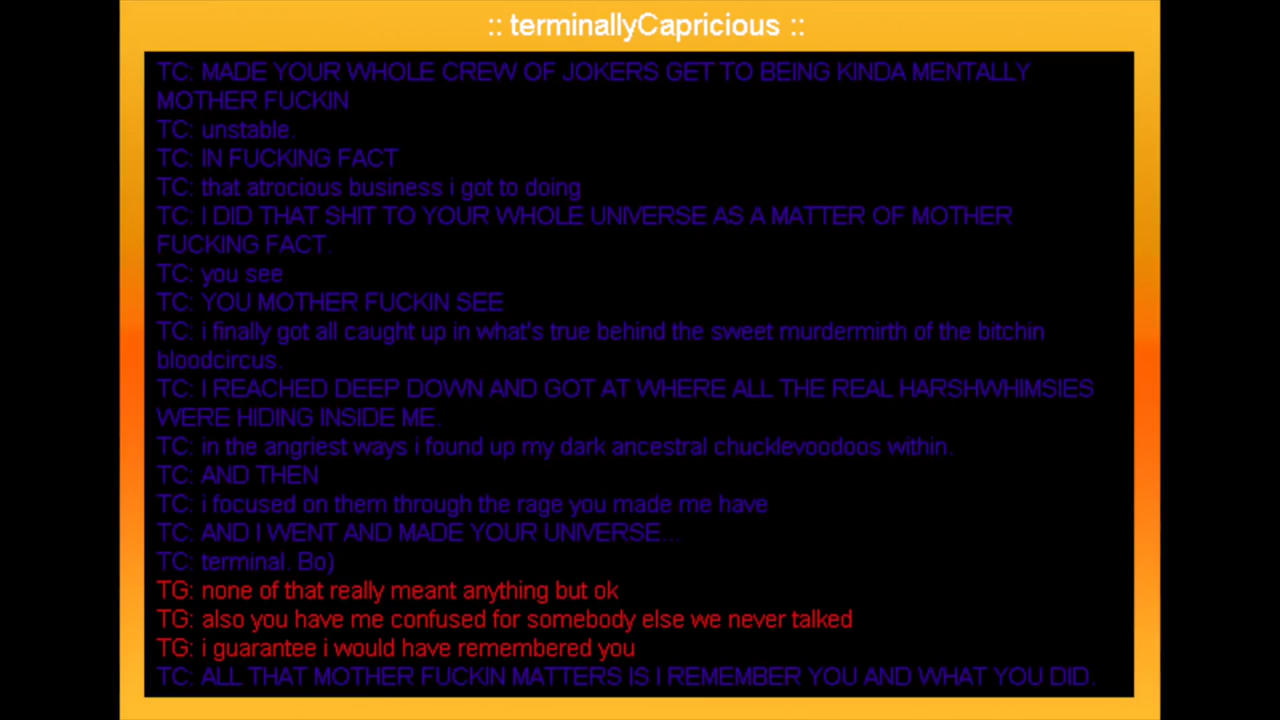 :: terminallyCapricious ::
TC: MADE YOUR WHOLE CREW OF JOKERS GET TO BEING KINDA MENTALLY
MOTHER FUCKIN
TC: unstable.
TC: IN FUCKING FACT
TC: that atrocious business i got to doing
TC: I DID THAT SHIT TO YOUR WHOLE UNIVERSE AS A MATTER OF MOTHER
FUCKING FACT.
TC: you see
TC: YOU MOTHER FUCKIN SEE
TC: i finally got all caught up in what's true behind the sweet murdermirth of the bitchin
bloodcircus.
TC: I REACHED DEEP DOWN AND GOT AT WHERE ALL THE REAL HARSHWHIMSIES
WERE HIDING INSIDE ME.
TC: in the angriest ways i found up my dark ancestral chucklevoodoos within.
TC: AND THEN
TC: i focused on them through the rage you made me have
TC: AND I WENT AND MADE YOUR UNIVERSE...
TC: terminal. Bo)
TG: none of that really meant anything but ok
TG: also you have me confused for somebody else we never talked
TG: i guarantee i would have remembered you
TC: ALL THAT MOTHER FUCKIN MATTERS IS I REMEMBER YOU AND WHAT YOU DID.